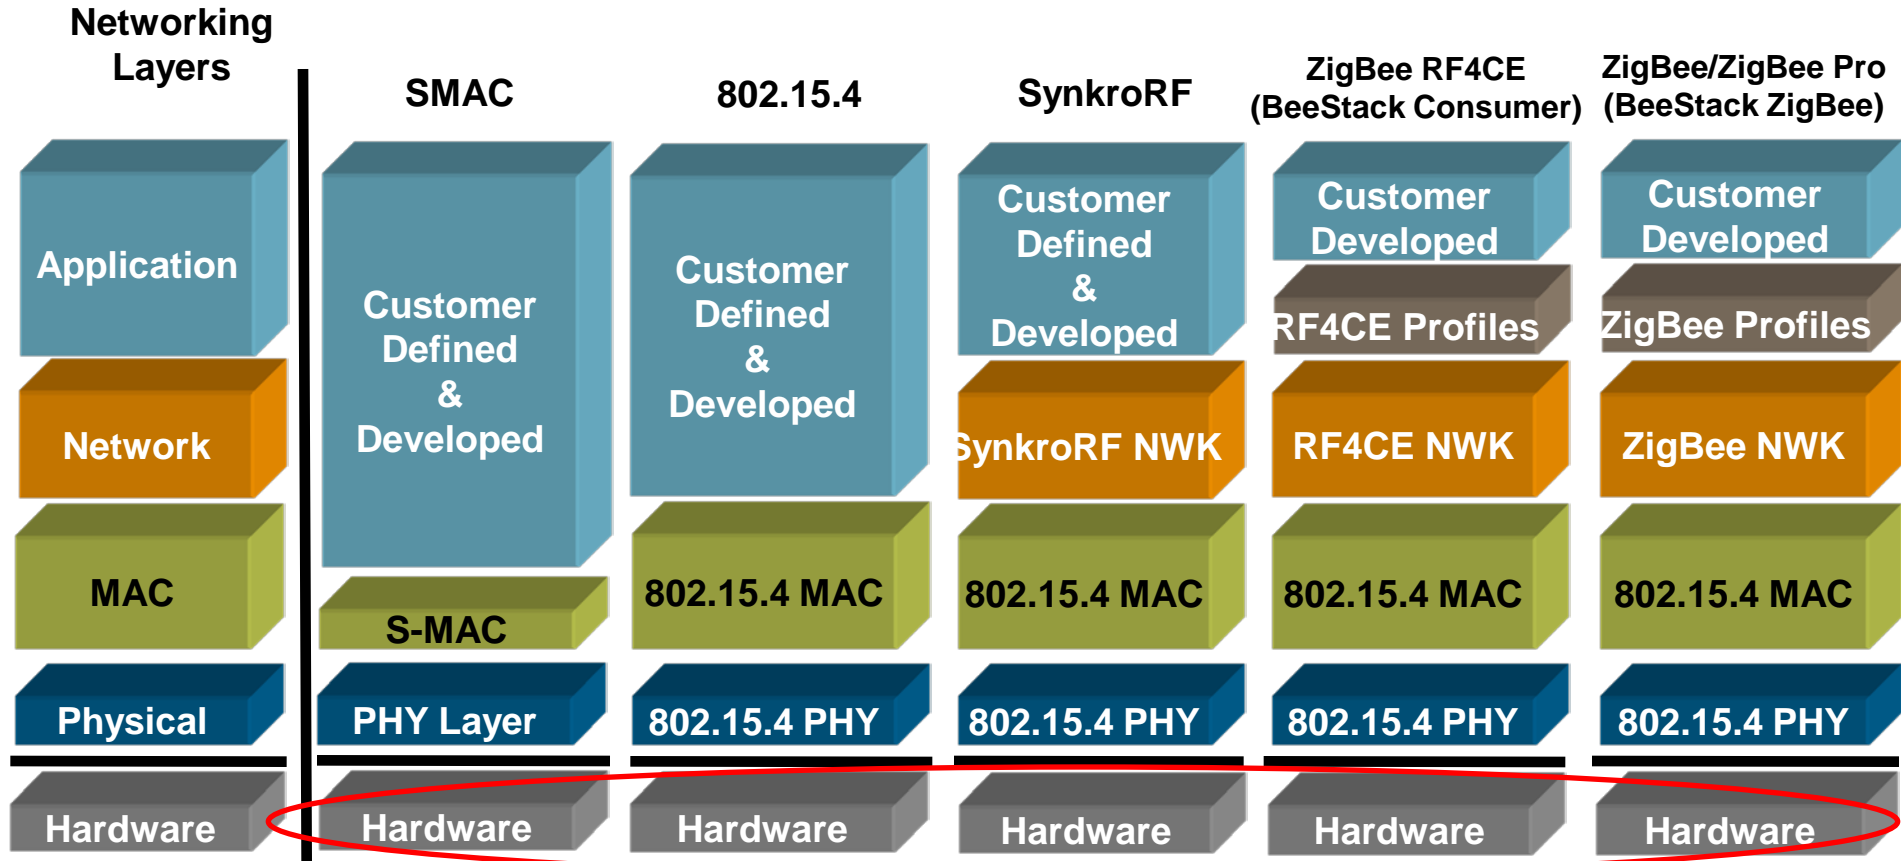 Networking
Layers
SMAC
802.15.4
SynkroRF
ZigBee RF4CE
(BeeStack Consumer)
ZigBee/ZigBee Pro
(BeeStack ZigBee)
Application
Customer
Defined
&
Developed
Customer
Defined
&
Developed
Customer
Defined
&
Developed
Customer
Developed
Customer
Developed
RF4CE Profiles
ZigBee Profiles
Network
SynkroRF NWK
RF4CE NWK
ZigBee NWK
MAC
S-MAC
802.15.4 MAC
802.15.4 MAC
802.15.4 MAC
802.15.4 MAC
Physical
PHY Layer
802.15.4 PHY
802.15.4 PHY
802.15.4 PHY
802.15.4 PHY
Hardware
Hardware
Hardware
Hardware
Hardware
Hardware